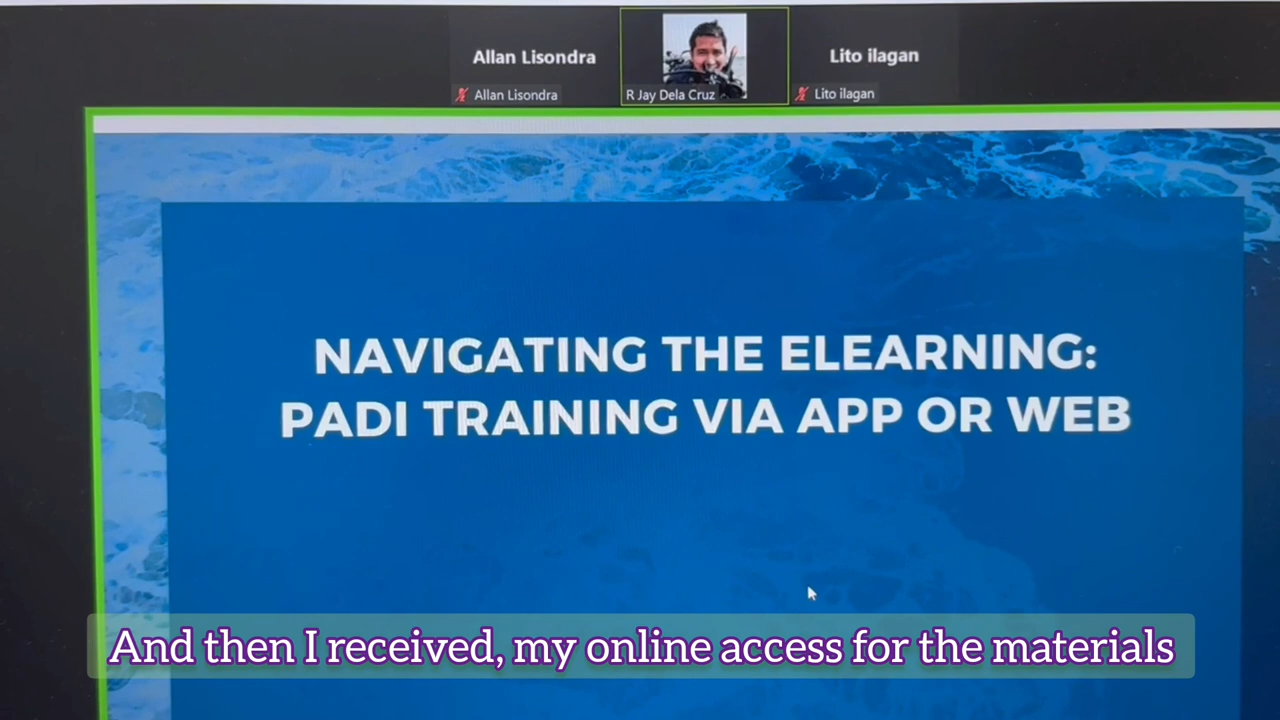 Allan Lisondra
Lito ilagan
Allan Lisondra
R Jay Dela Cruz
Lito ilagan
NAVIGATING THE ELEARNING:
PADI TRAINING VIA APP OR WEB
And then I received, my online access for the materials